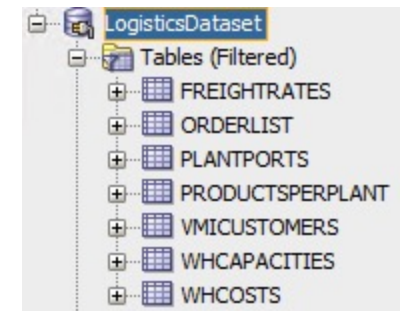 LogisticsDataset
Tables (Filtered)
FREIGHTRATES
ORDERLIST
PLANTPORTS
PRODUCTSPERPLANT
VMICUSTOMERS
WHCAPACITIES
WHCOSTS